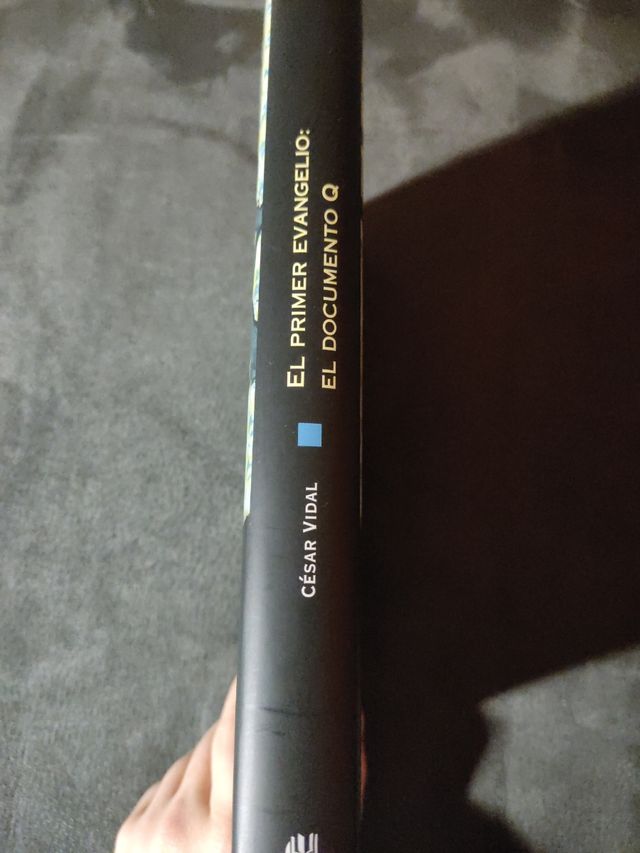 EL PRIMER EVANGELIO:
EL DOCUMENTO Q
CÉSAR VIDAL